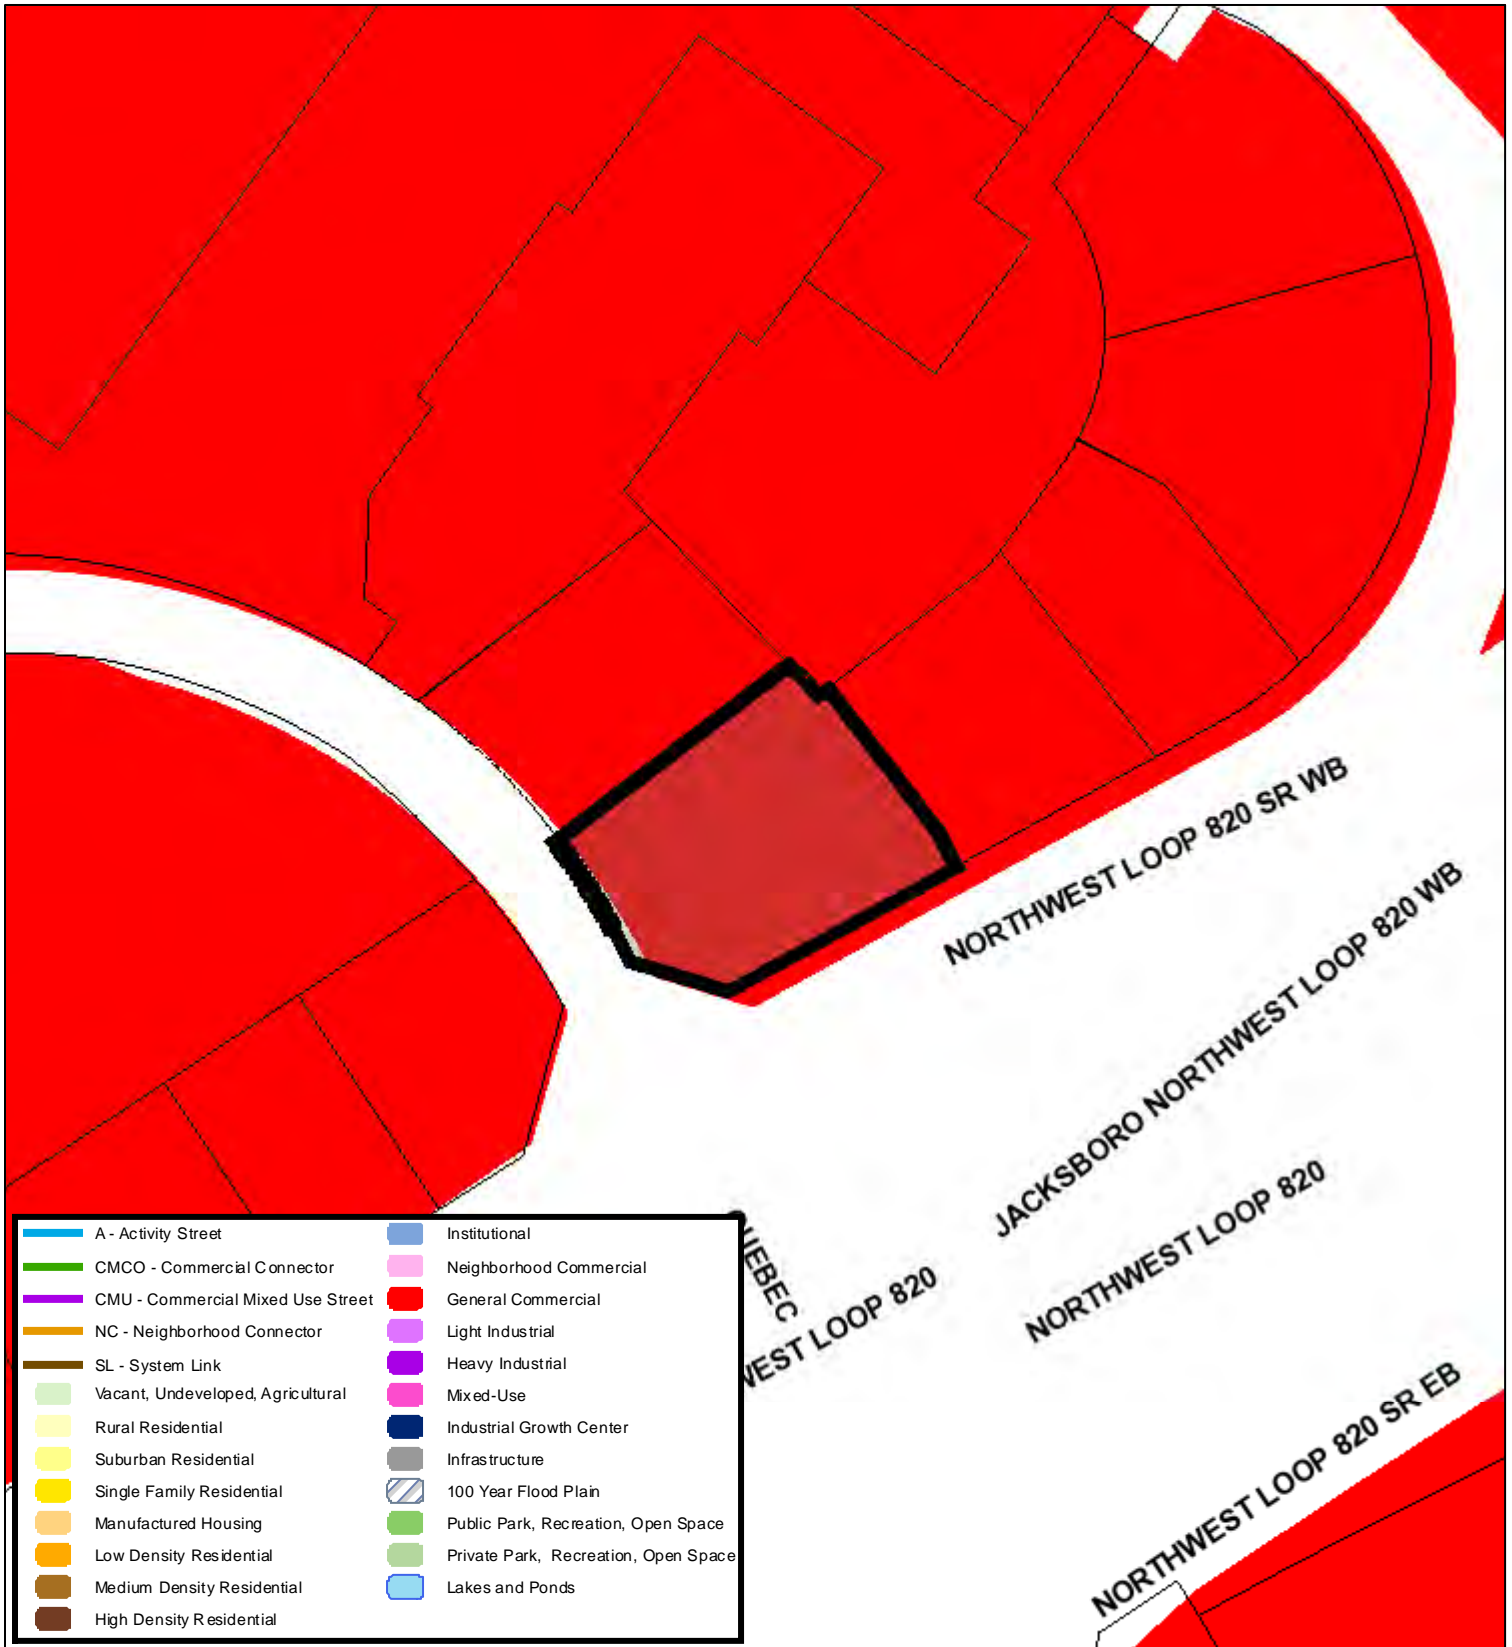 NORTHWEST LOOP 820 SR WB
JACKSBORO NORTHWEST LOOP 820 WB
NORTHWEST LOOP 820
WEST LOOP 820
NORTHWEST LOOP 820 SR EB
A - Activity Street
CMCO - Commercial Connector
CMU - Commercial Mixed Use Street
NC - Neighborhood Connector
SL - System Link
Vacant, Undeveloped, Agricultural
Rural Residential
Suburban Residential
Single Family Residential
Manufactured Housing
Low Density Residential
Medium Density Residential
High Density Residential
Institutional
Neighborhood Commercial
General Commercial
Light Industrial
Heavy Industrial
Mixed-Use
Industrial Growth Center
Infrastructure
100 Year Flood Plain
Public Park, Recreation, Open Space
Private Park, Recreation, Open Space
Lakes and Ponds
QUEBEC